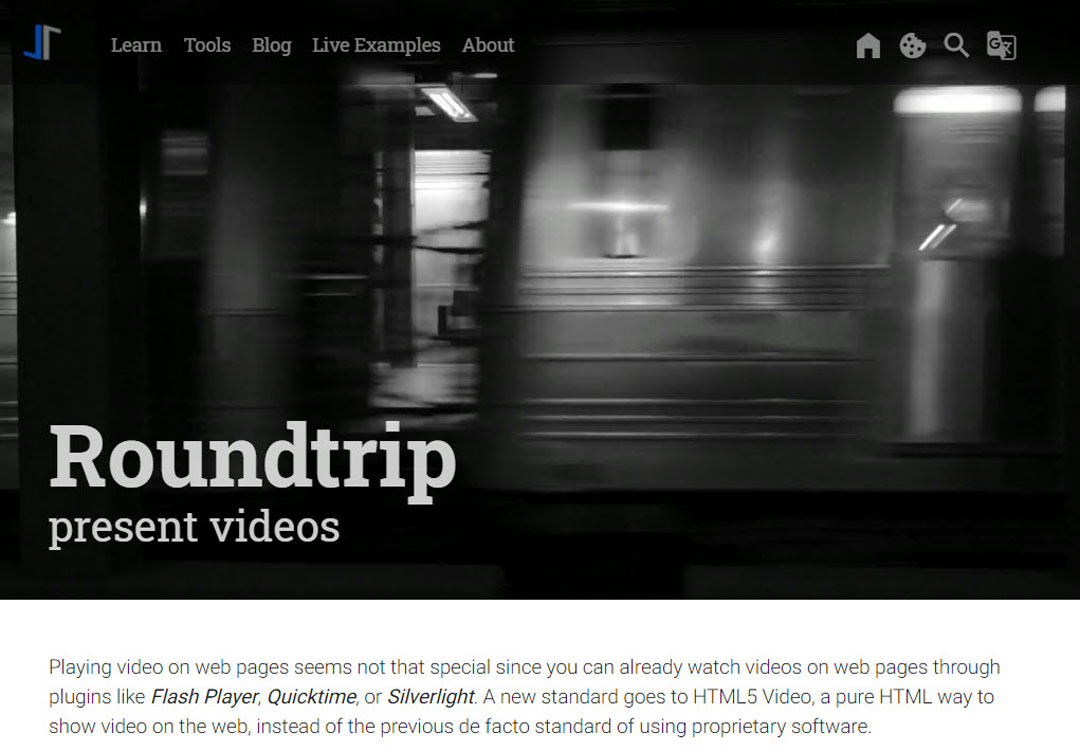 Learn Tools Blog Live Examples About
Roundtrip
present videos
Playing video on web pages seems not that special since you can already watch videos on web pages through
plugins like Flash Player, Quicktime, or Silverlight. A new standard goes to HTML5 Video, a pure HTML way to
show video on the web, instead of the previous de facto standard of using proprietary software.